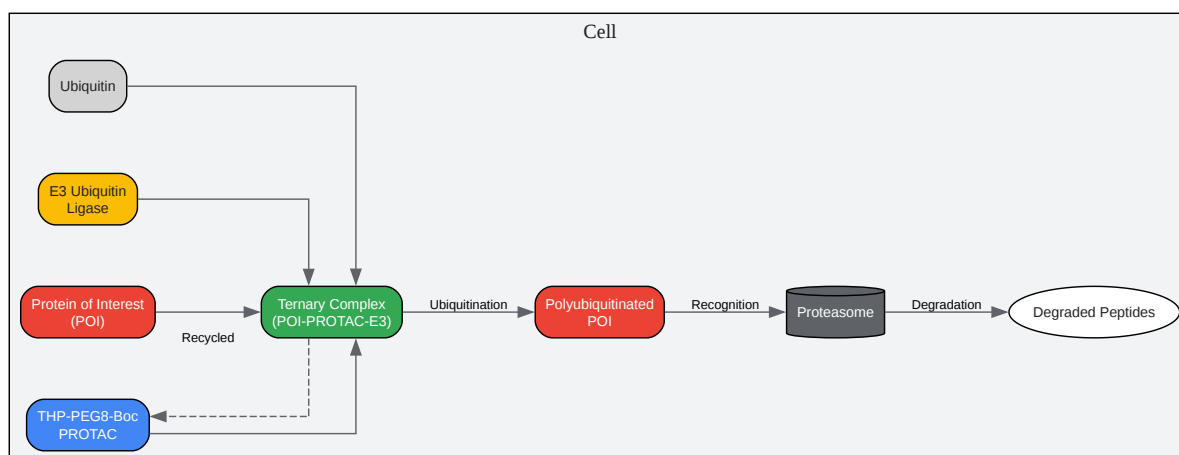 Cell
Ubiquitin
E3 Ubiquitin
Ligase
Protein of Interest
(POI)
Recycled
Ternary Complex
(POI-PROTAC-E3)
Ubiquitination
Polyubiquitinated
POI
Recognition
Proteasome
Degradation
Degraded Peptides
THP-PEG8-Boc
PROTAC